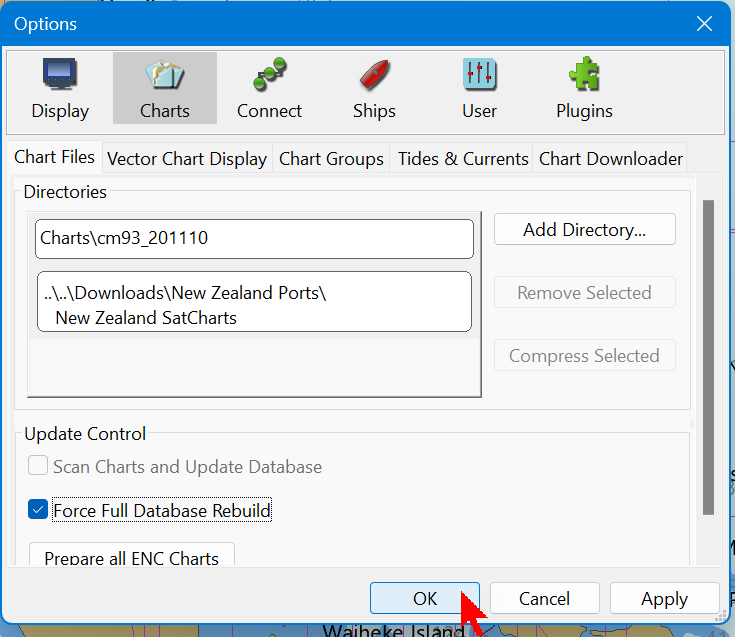 Options
Display
Charts
Connect
Ships
User
Plugins
Chart Files
Vector Chart Display
Chart Groups
Tides & Currents
Chart Downloader
Directories
Charts\cm93_201110
Add Directory...
..\..\Downloads\New Zealand Ports\
New Zealand SatCharts
Remove Selected
Compress Selected
Update Control
Scan Charts and Update Database
Force Full Database Rebuild
Prepare all ENC Charts
OK
Cancel
Apply
Waiheke Island